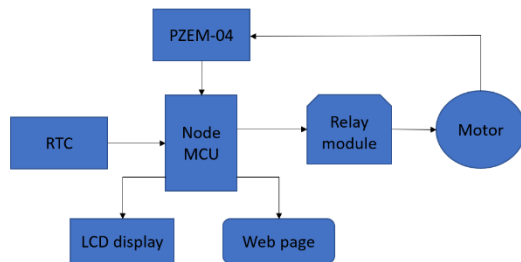 PZEM-04
RTC
Node
MCU
Relay
module
Motor
LCD display
Web page